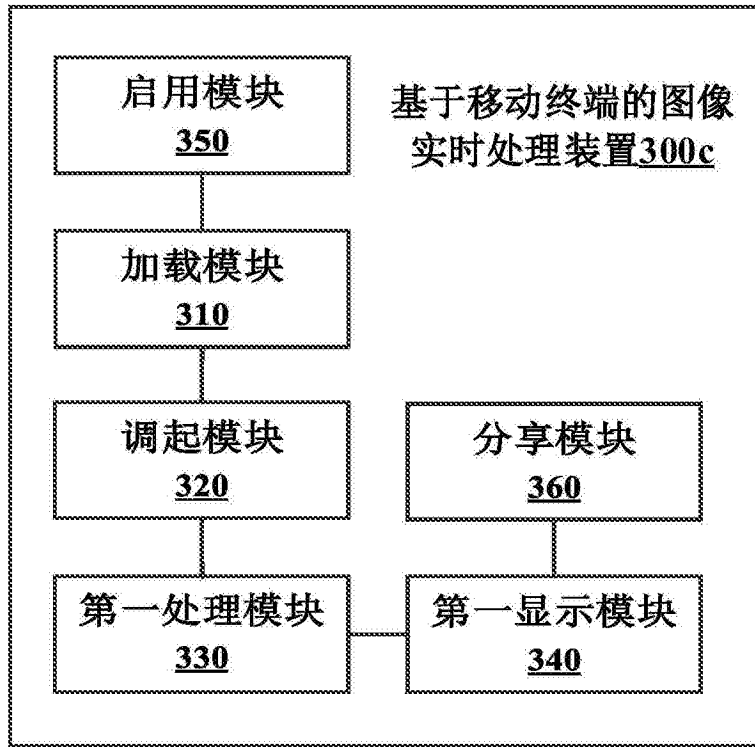 启用模块
350
基于移动终端的图像
实时处理装置300c
加载模块
310
调起模块
320
分享模块
360
第一处理模块
330
第一显示模块
340